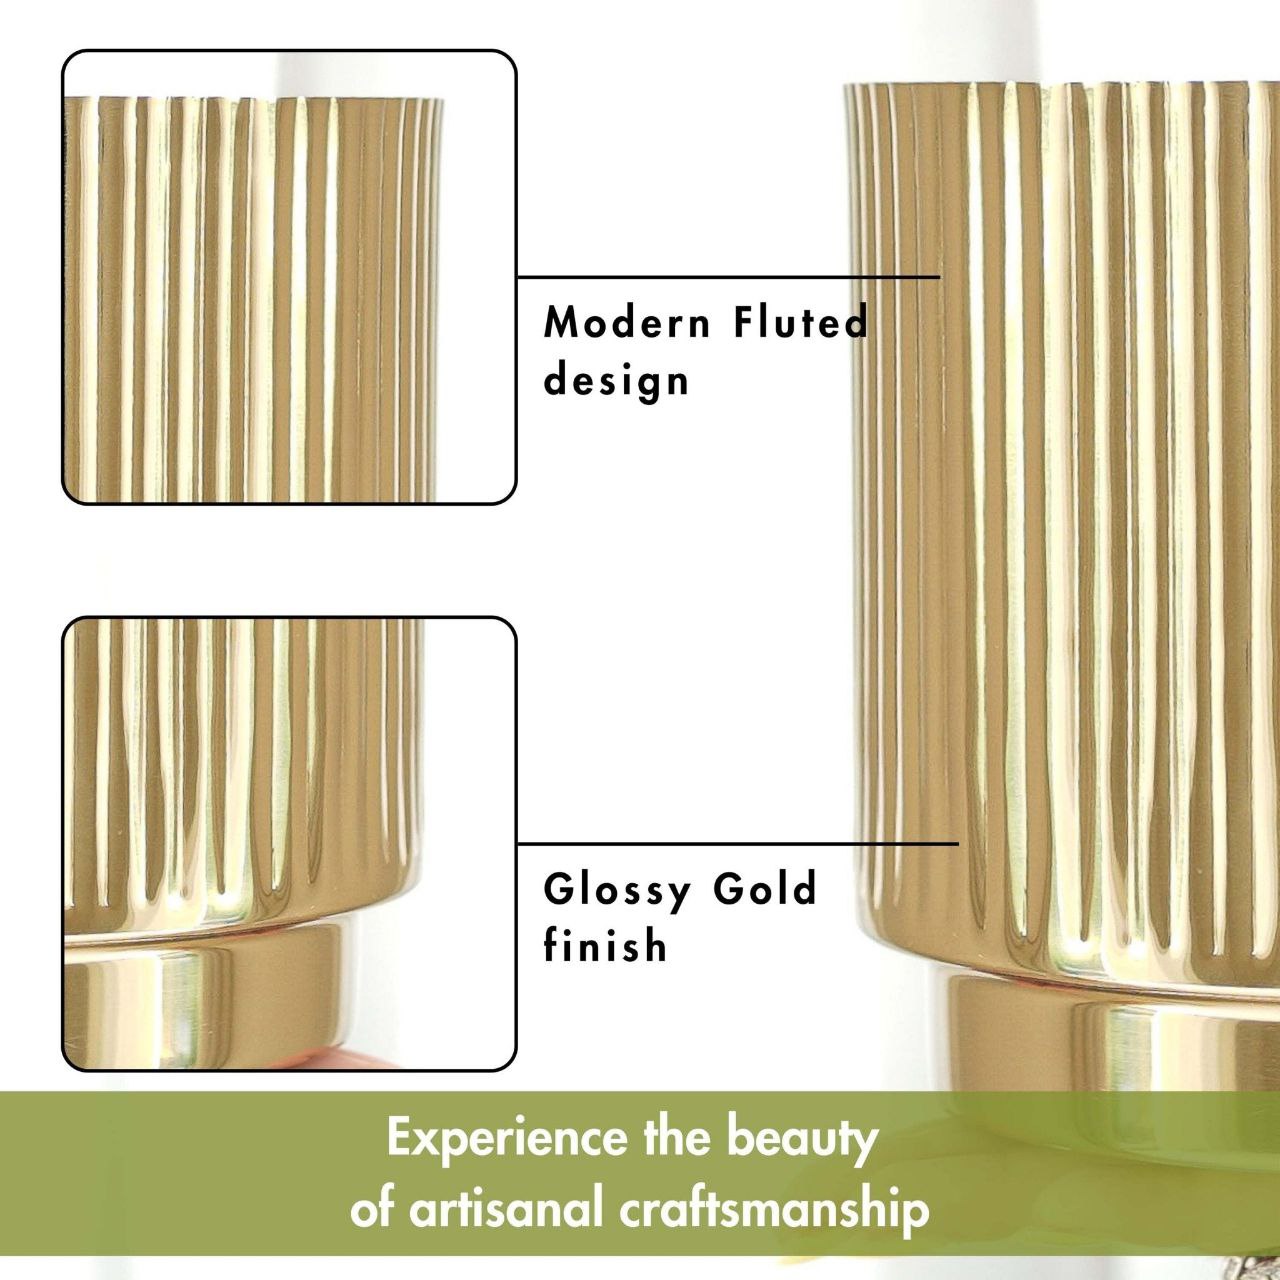 Modern Fluted
design
Glossy Gold
finish
Experience the beauty
of artisanal craftsmanship